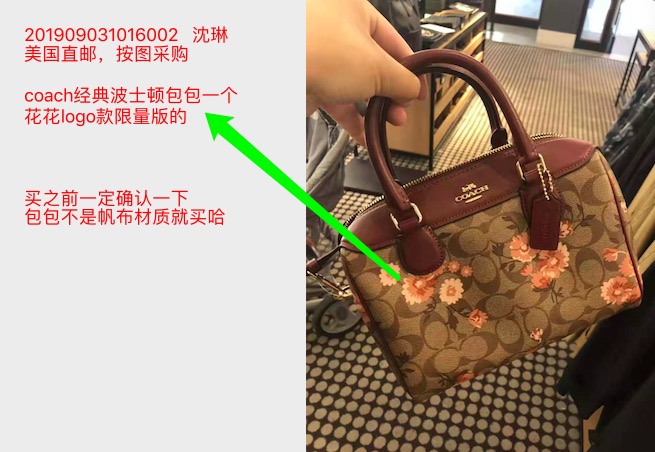 201909031016002 沈琳
美国直邮，按图采购
coach经典波士顿包包一个
花花logo款限量版的
买之前一定确认一下
包包不是帆布材质就买哈
COACH